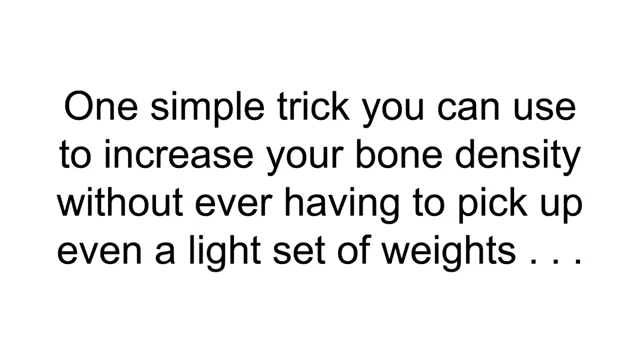 One simple trick you can use
to increase your bone density
without ever having to pick up
even a light set of weights . . .